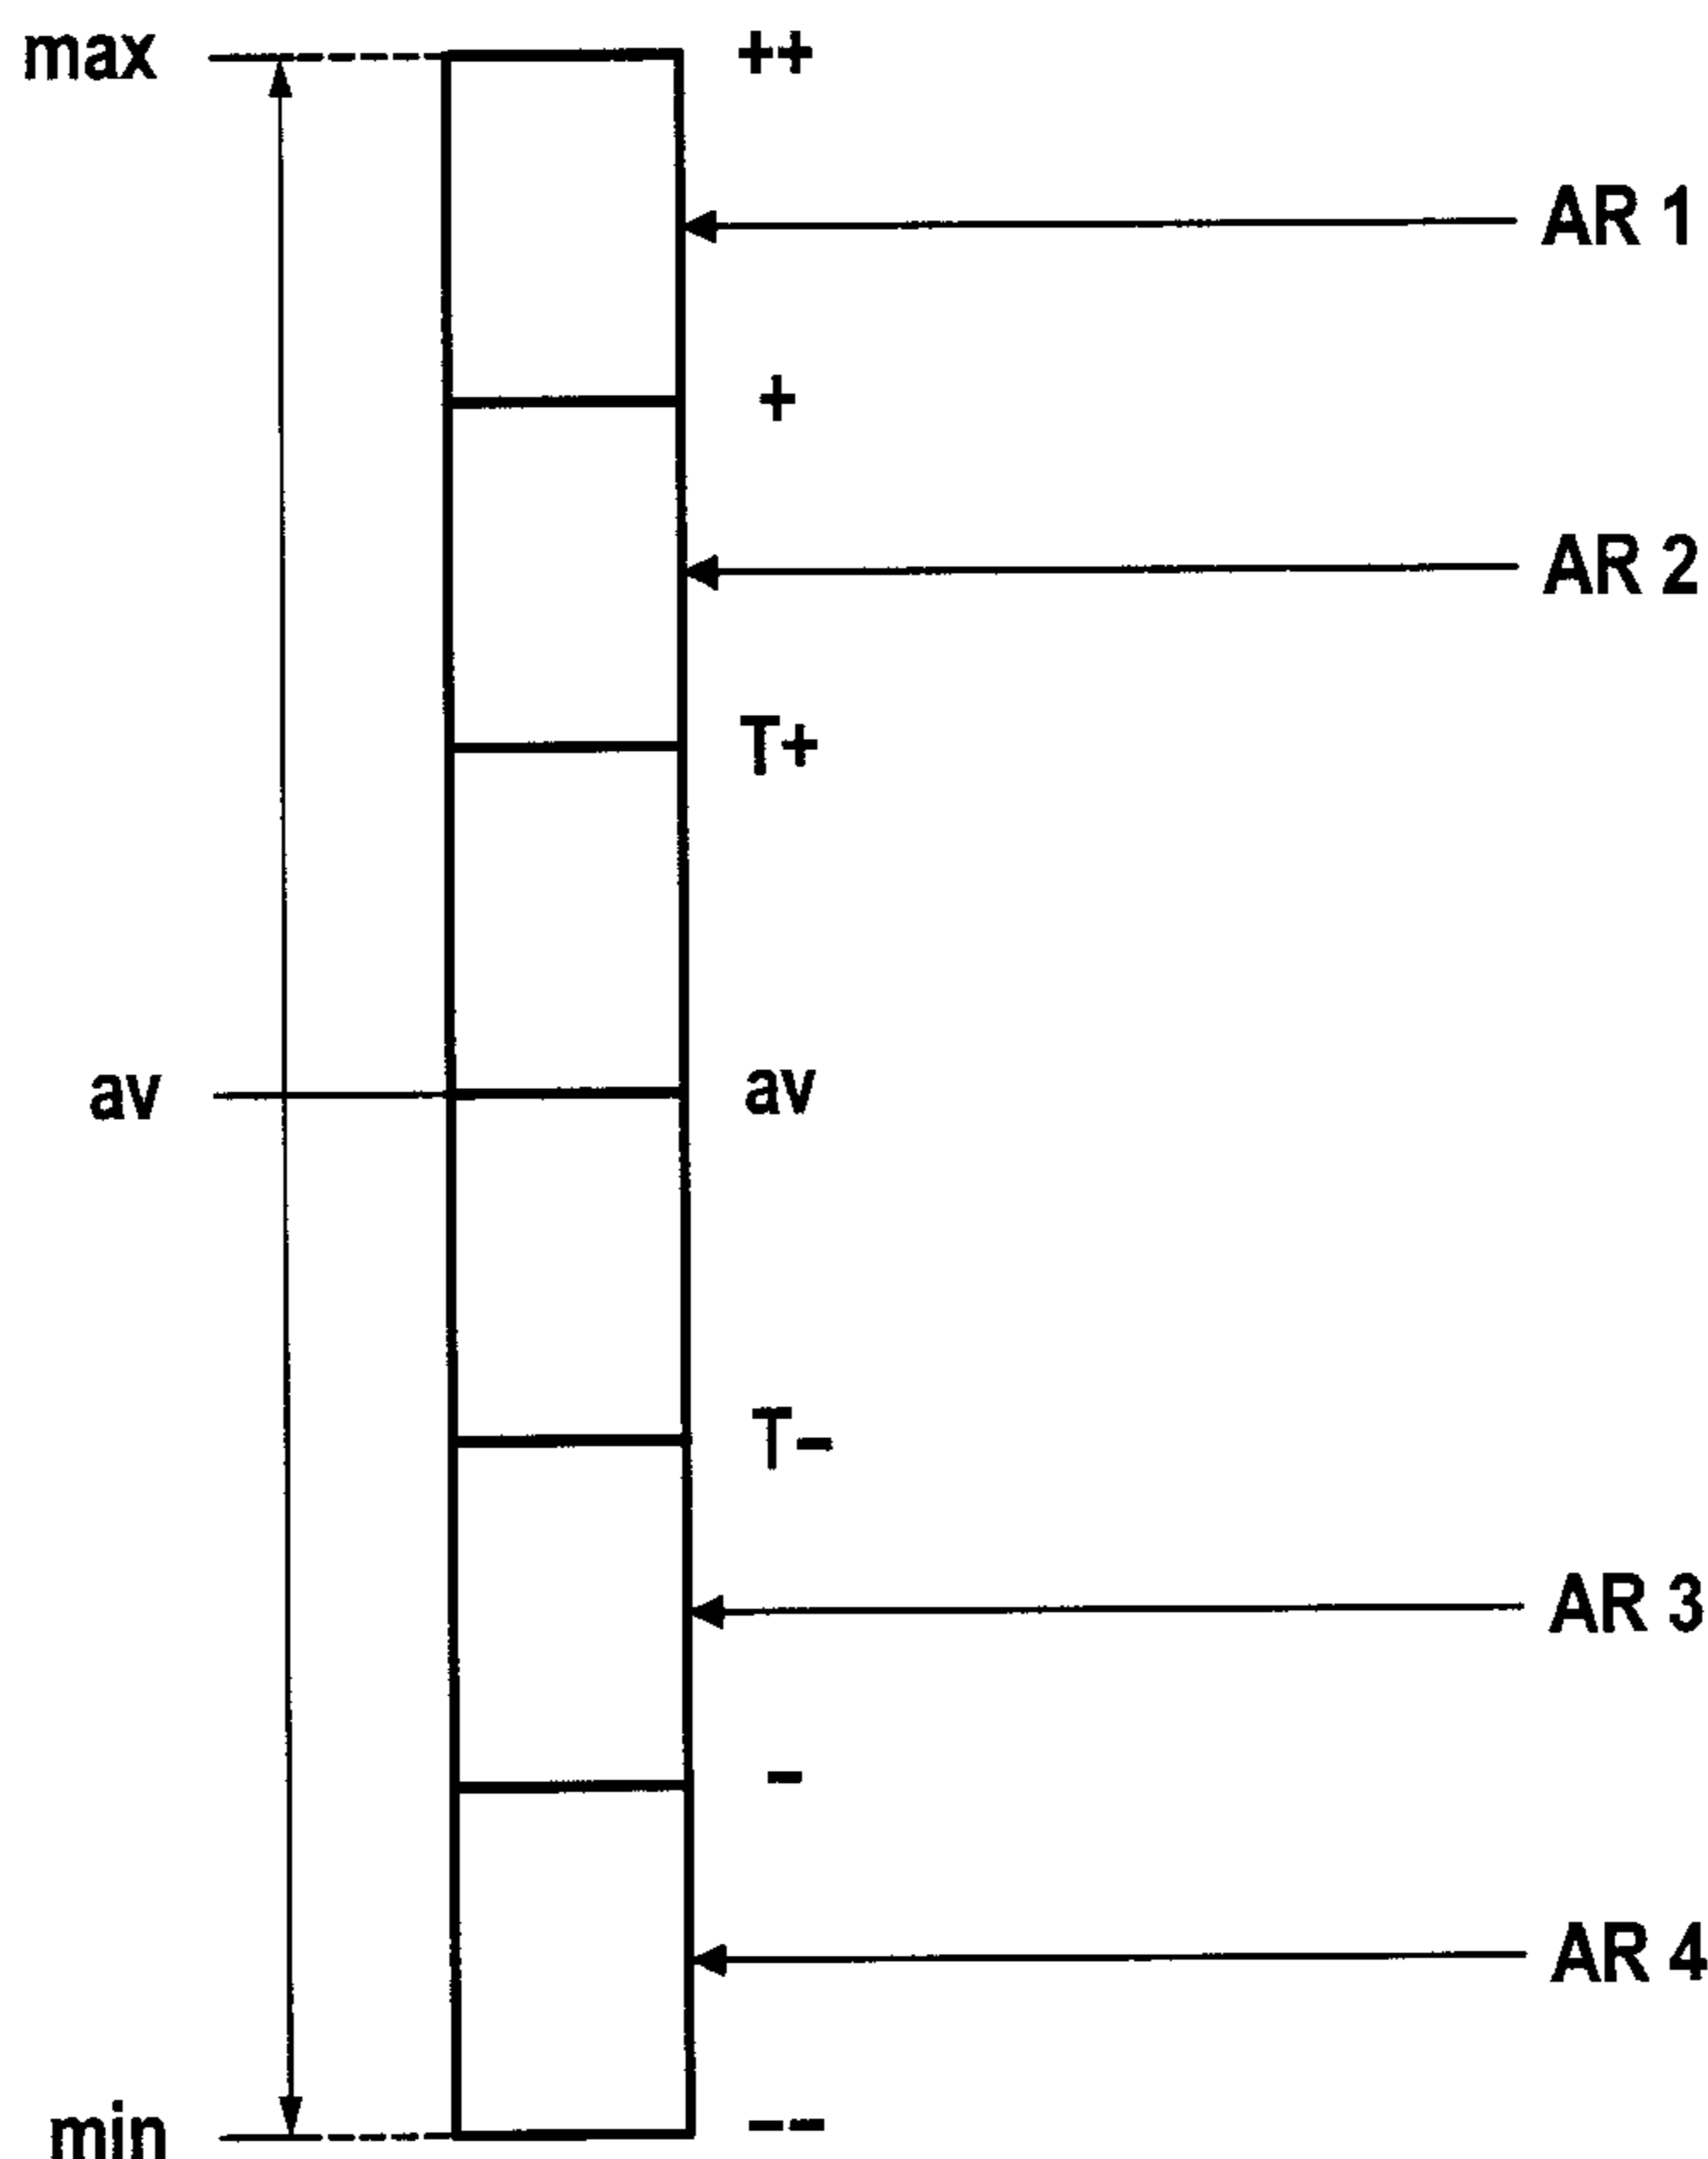 max ++
AR 1
+
AR 2
T+
av av
T–
AR 3
–
AR 4
min – –